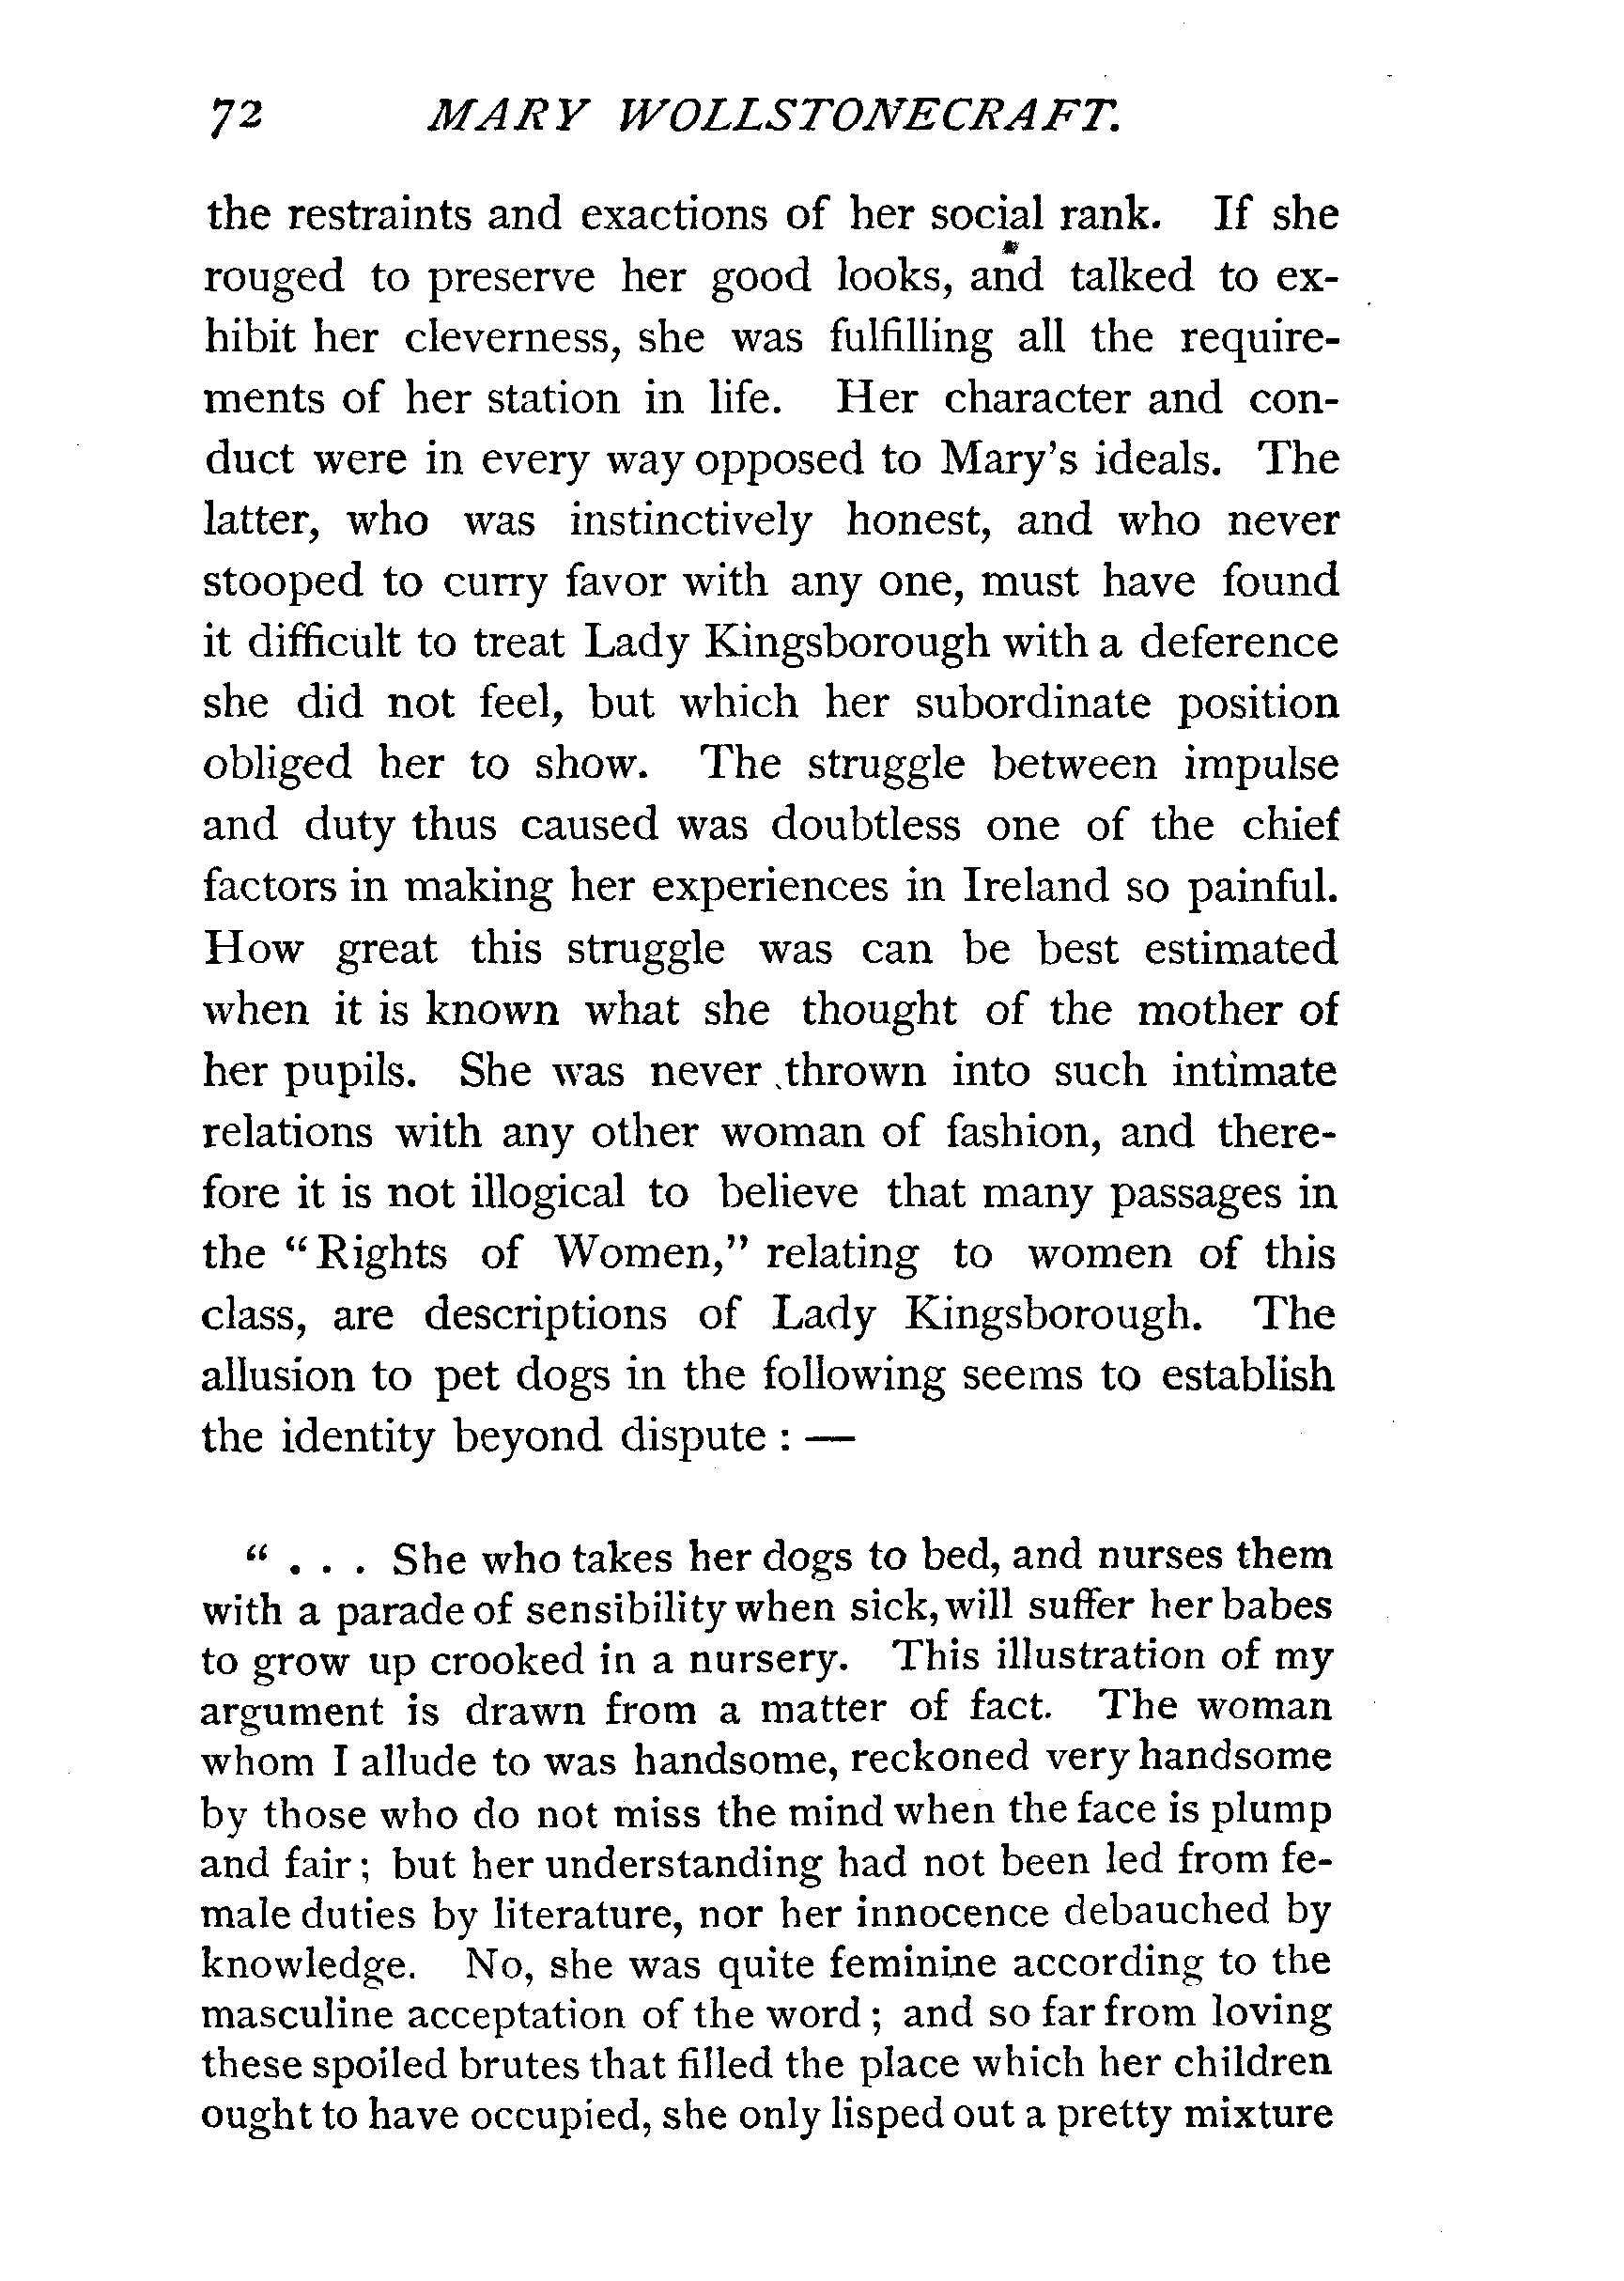 72 MARY WOLLSTONECRAFT.
the restraints and exactions of her social rank. If she
rouged to preserve her good looks, and talked to ex-
hibit her cleverness, she was fulfilling all the require-
ments of her station in life. Her character and con-
duct were in every way opposed to Mary's ideals. The
latter, who was instinctively honest, and who never
stooped to curry favor with any one, must have found
it difficult to treat Lady Kingsborough with a deference
she did not feel, but which her subordinate position
obliged her to show. The struggle between impulse
and duty thus caused was doubtless one of the chief
factors in making her experiences in Ireland so painful.
How great this struggle was can be best estimated
when it is known what she thought of the mother of
her pupils. She was never thrown into such intimate
relations with any other woman of fashion, and there-
fore it is not illogical to believe that many passages in
the "Rights of Women," relating to women of this
class, are descriptions of Lady Kingsborough. The
allusion to pet dogs in the following seems to establish
the identity beyond dispute : —
" . . . She who takes her dogs to bed, and nurses them
with a parade of sensibility when sick, will suffer her babes
to grow up crooked in a nursery. This illustration of my
argument is drawn from a matter of fact. The woman
whom I allude to was handsome, reckoned very handsome
by those who do not miss the mind when the face is plump
and fair; but her understanding had not been led from fe-
male duties by literature, nor her innocence debauched by
knowledge. No, she was quite feminine according to the
masculine acceptation of the word; and so far from loving
these spoiled brutes that filled the place which her children
ought to have occupied, she only lisped out a pretty mixture